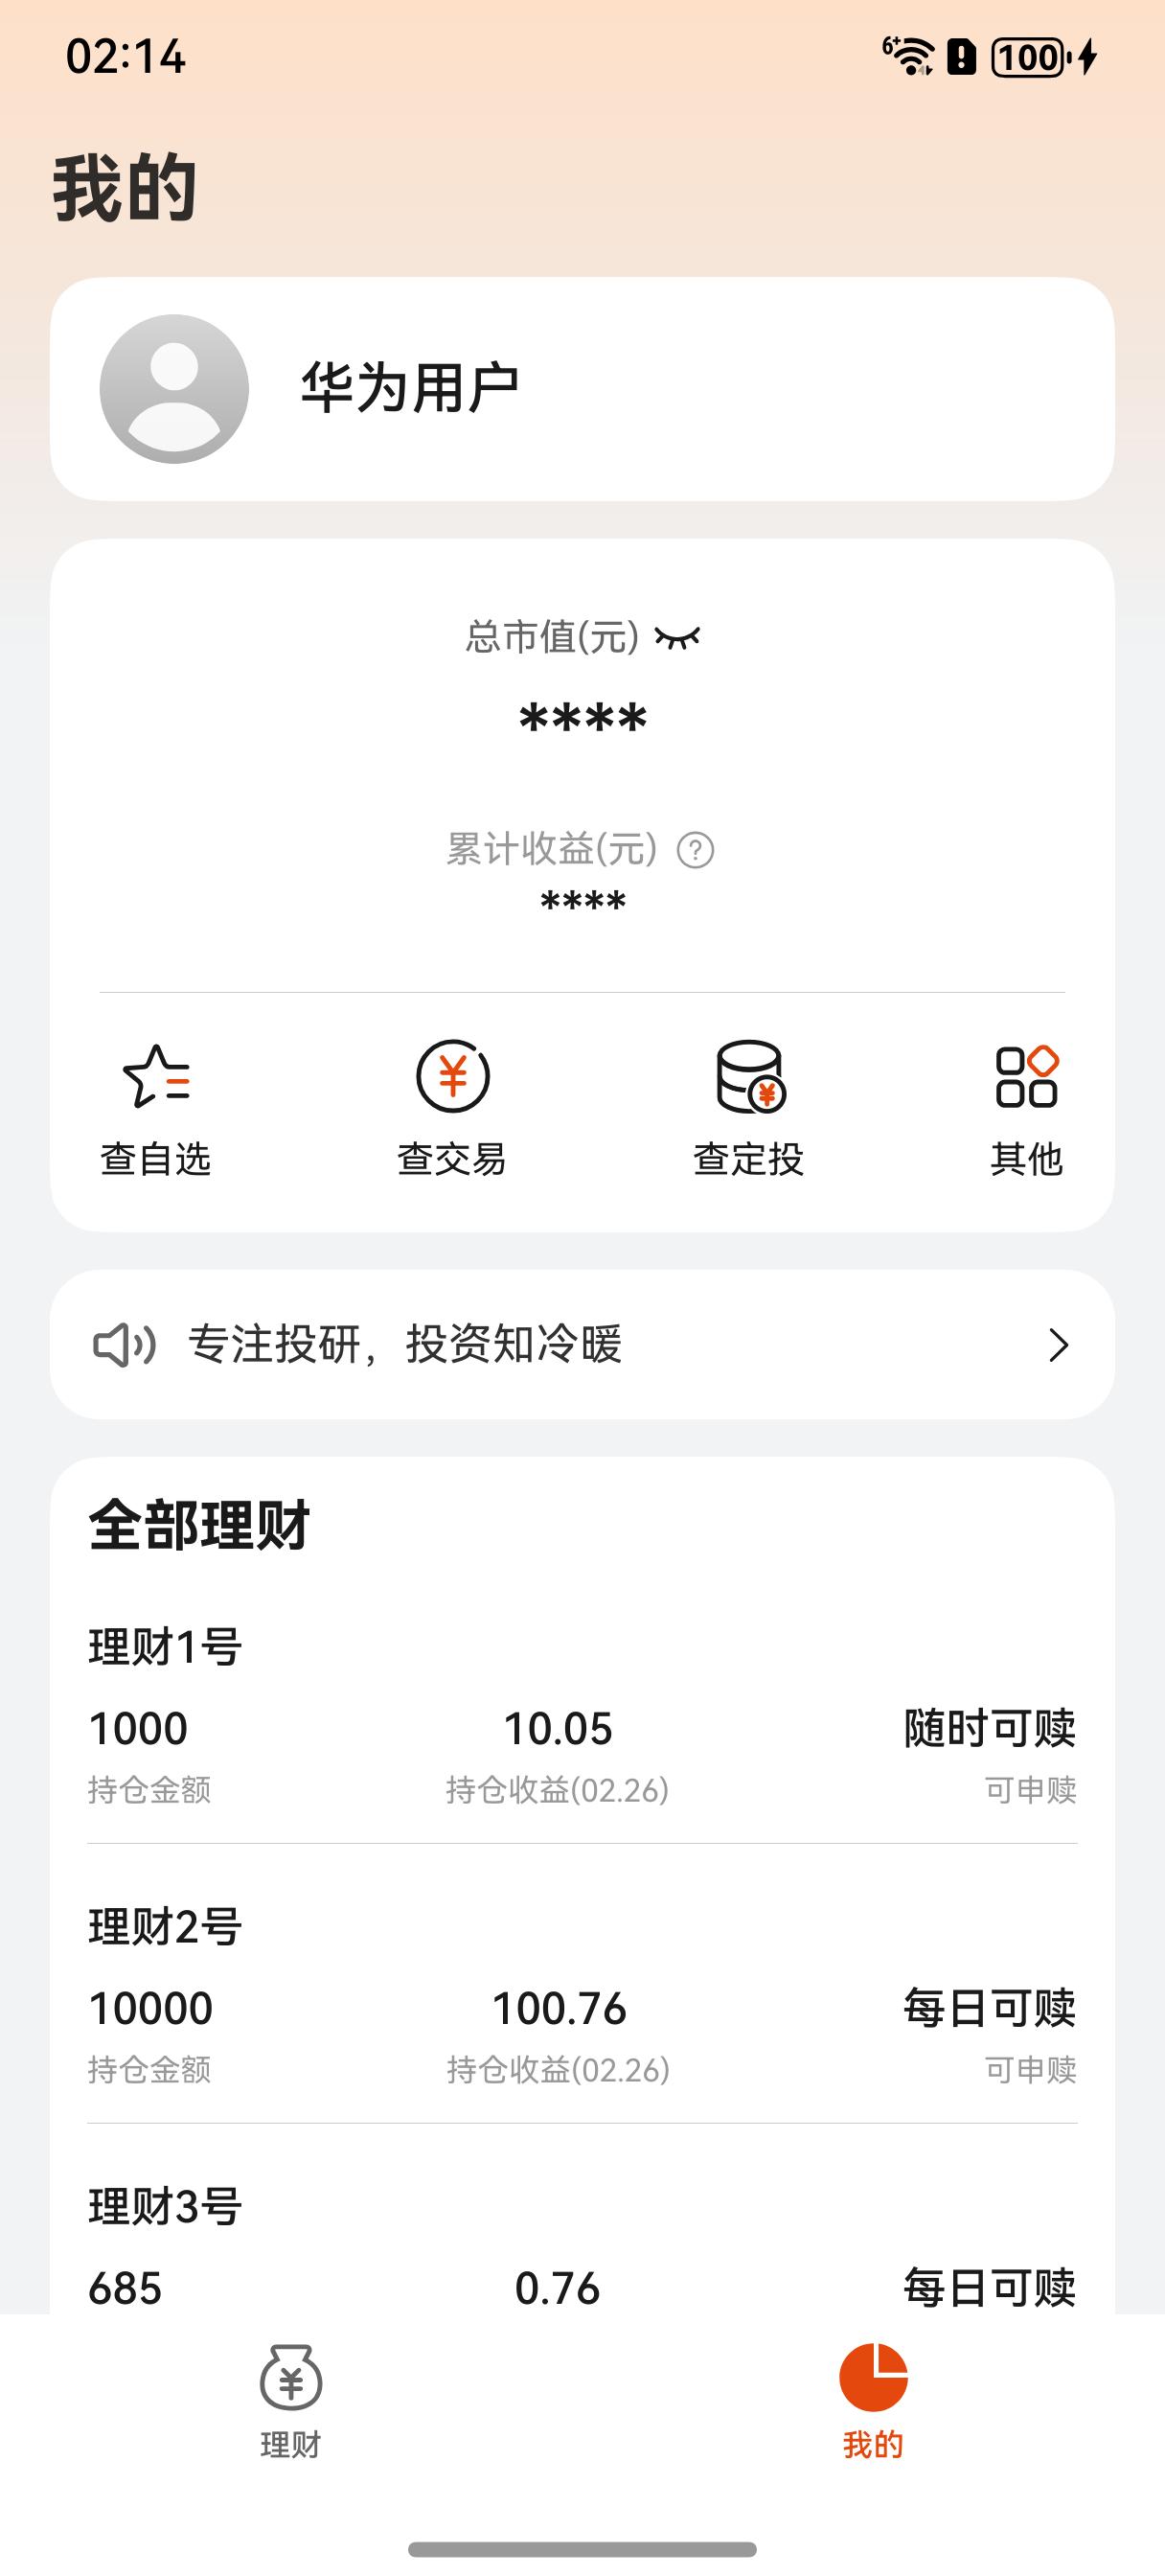 02:14
6+
100
我的
华为用户
总市值(元)
****
累计收益(元) ?
****
查自选 查交易 查定投 其他
专注投研，投资知冷暖
全部理财
理财1号
1000 10.05 随时可赎
持仓金额 持仓收益(02.26) 可申赎
理财2号
10000 100.76 每日可赎
持仓金额 持仓收益(02.26) 可申赎
理财3号
685 0.76 每日可赎
理财 我的